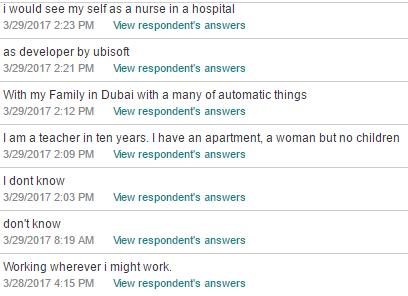 i would see my self as a nurse in a hospital
3/29/2017 2:23 PM View respondent's answers
as developer by ubisoft
3/29/2017 2:21 PM View respondent's answers
With my Family in Dubai with a many of automatic things
3/29/2017 2:12 PM View respondent's answers
I am a teacher in ten years. I have an apartment, a woman but no children
3/29/2017 2:09 PM View respondent's answers
I dont know
3/29/2017 2:03 PM View respondent's answers
don't know
3/29/2017 8:19 AM View respondent's answers
Working wherever i might work.
3/28/2017 4:15 PM View respondent's answers